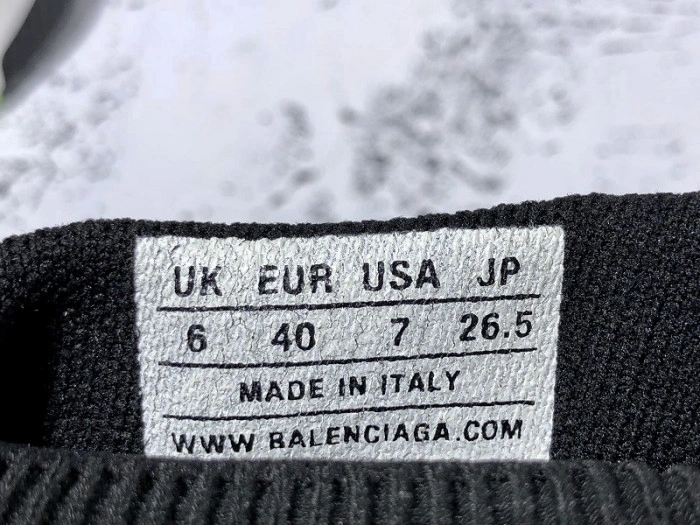 UK EUR USA JP
6 40 7 26.5
MADE IN ITALY
WWW BALENCIAGA.COM